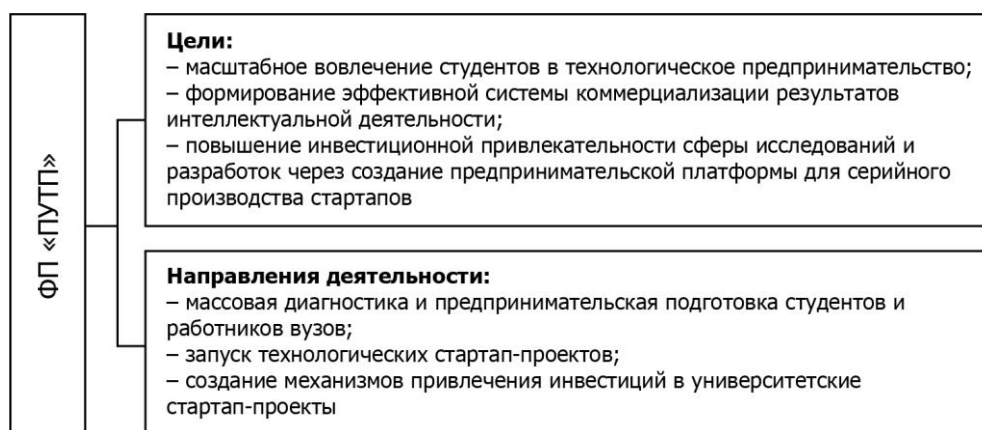 ФП «ПУТП»
Цели:
– масштабное вовлечение студентов в технологическое предпринимательство;
– формирование эффективной системы коммерциализации результатов
интеллектуальной деятельности;
– повышение инвестиционной привлекательности сферы исследований и
разработок через создание предпринимательской платформы для серийного
производства стартапов
Направления деятельности:
– массовая диагностика и предпринимательская подготовка студентов и
работников вузов;
– запуск технологических стартап-проектов;
– создание механизмов привлечения инвестиций в университетские
стартап-проекты